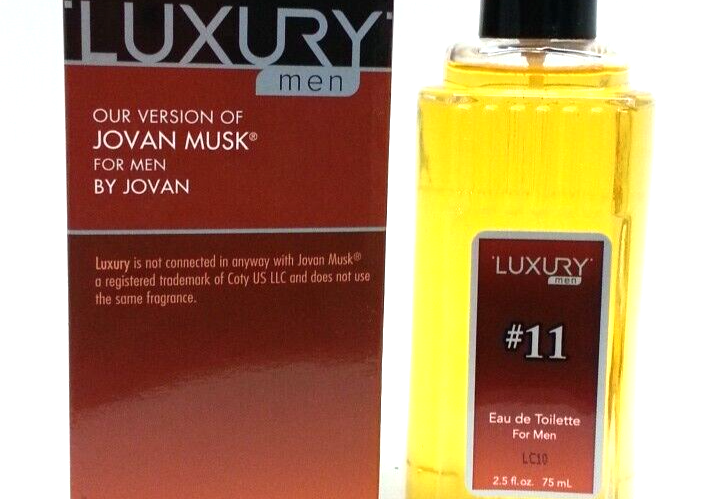 LUXURY
men
OUR VERSION OF
JOVAN MUSK®
FOR MEN
BY JOVAN
Luxury is not connected in anyway with Jovan Musk®
a registered trademark of Coty US LLC and does not use
the same fragrance.
LUXURY
men
#11
Eau de Toilette
For Men
LC10
2.5 fl.oz. 75 mL